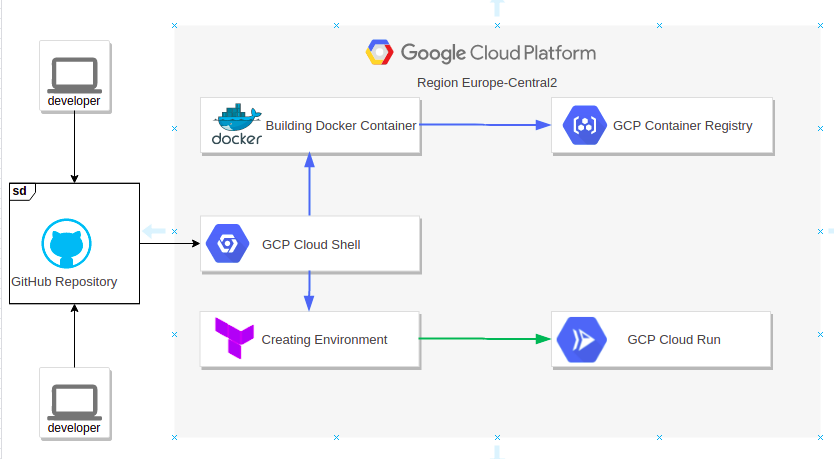 Google Cloud Platform
Region Europe-Central2
developer
docker
Building Docker Container
GCP Container Registry
sd
GitHub Repository
GCP Cloud Shell
Creating Environment
GCP Cloud Run
developer